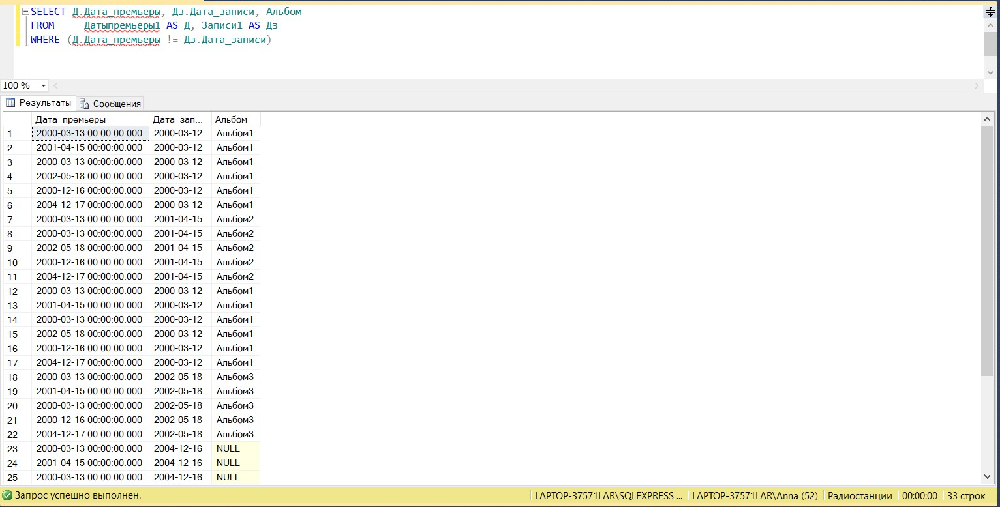 SELECT Д.Дата_премьеры, Дз.Дата_записи, Альбом
FROM Датыпремьеры1 AS Д, Записи1 AS Дз
WHERE (Д.Дата_премьеры != Дз.Дата_записи)
100 %
Результаты Сообщения
Дата_премьеры Дата_зап... Альбом
1 2000-03-13 00:00:00.000 2000-03-12 Альбом1
2 2001-04-15 00:00:00.000 2000-03-12 Альбом1
3 2000-03-13 00:00:00.000 2000-03-12 Альбом1
4 2002-05-18 00:00:00.000 2000-03-12 Альбом1
5 2000-12-16 00:00:00.000 2000-03-12 Альбом1
6 2004-12-17 00:00:00.000 2000-03-12 Альбом1
7 2000-03-13 00:00:00.000 2001-04-15 Альбом2
8 2000-03-13 00:00:00.000 2001-04-15 Альбом2
9 2002-05-18 00:00:00.000 2001-04-15 Альбом2
10 2000-12-16 00:00:00.000 2001-04-15 Альбом2
11 2004-12-17 00:00:00.000 2001-04-15 Альбом2
12 2000-03-13 00:00:00.000 2000-03-12 Альбом1
13 2001-04-15 00:00:00.000 2000-03-12 Альбом1
14 2000-03-13 00:00:00.000 2000-03-12 Альбом1
15 2002-05-18 00:00:00.000 2000-03-12 Альбом1
16 2000-12-16 00:00:00.000 2000-03-12 Альбом1
17 2004-12-17 00:00:00.000 2000-03-12 Альбом1
18 2000-03-13 00:00:00.000 2002-05-18 Альбом3
19 2001-04-15 00:00:00.000 2002-05-18 Альбом3
20 2000-03-13 00:00:00.000 2002-05-18 Альбом3
21 2000-12-16 00:00:00.000 2002-05-18 Альбом3
22 2004-12-17 00:00:00.000 2002-05-18 Альбом3
23 2000-03-13 00:00:00.000 2004-12-16 NULL
24 2001-04-15 00:00:00.000 2004-12-16 NULL
25 2000-03-13 00:00:00.000 2004-12-16 NULL
Запрос успешно выполнен. LAPTOP-37571LAR\SQLEXPRESS ... LAPTOP-37571LAR\Anna (52) Радиостанции 00:00:00 33 строк